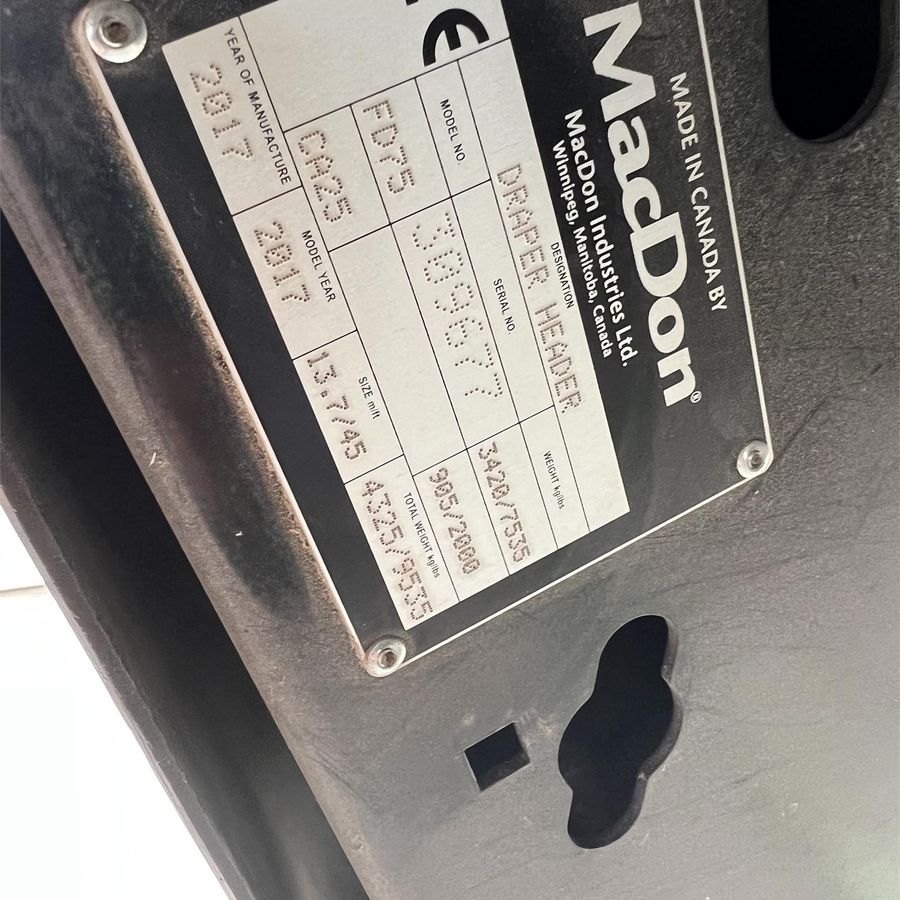 MADE IN CANADA BY
MacDon®
MacDon Industries Ltd.
Winnipeg, Manitoba, Canada
DESIGNATION
DRAPER HEADER
MODEL NO.
SERIAL NO.
WEIGHT kg/lbs
FD75
309677
3420/7535
CA25
905/2000
YEAR OF MANUFACTURE
MODEL YEAR
SIZE m/ft
TOTAL WEIGHT kg/lbs
2017
2017
13.7/45
4325/9535
CE